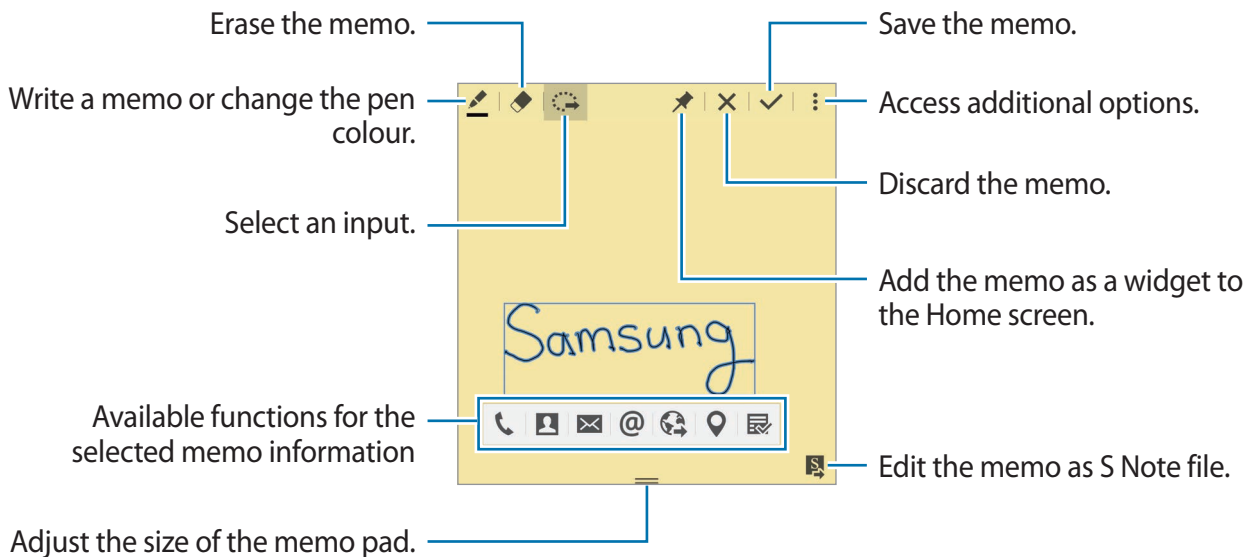 Erase the memo.
Save the memo.
Write a memo or change the pen
colour.
Access additional options.
Discard the memo.
Select an input.
Add the memo as a widget to
the Home screen.
Samsung
Available functions for the
selected memo information
@
S
Edit the memo as S Note file.
Adjust the size of the memo pad.